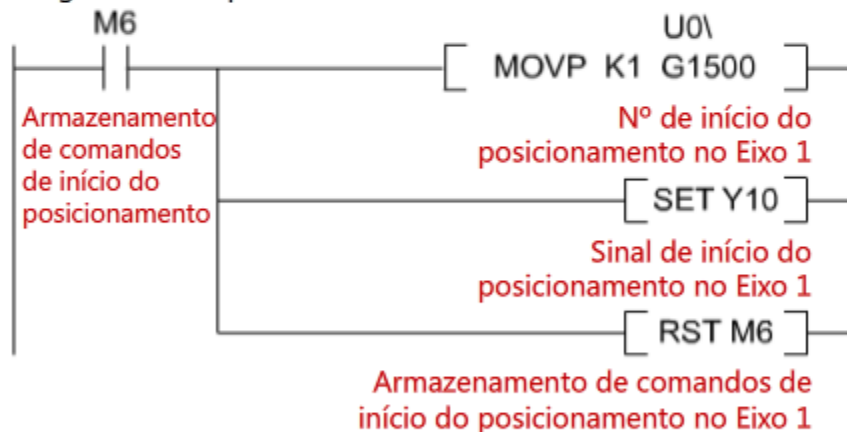 M6
U0\
MOVP K1 G1500
Armazenamento
de comandos
de início do
posicionamento
Nº de início do
posicionamento no Eixo 1
SET Y10
Sinal de início do
posicionamento no Eixo 1
RST M6
Armazenamento de comandos de
início do posicionamento no Eixo 1